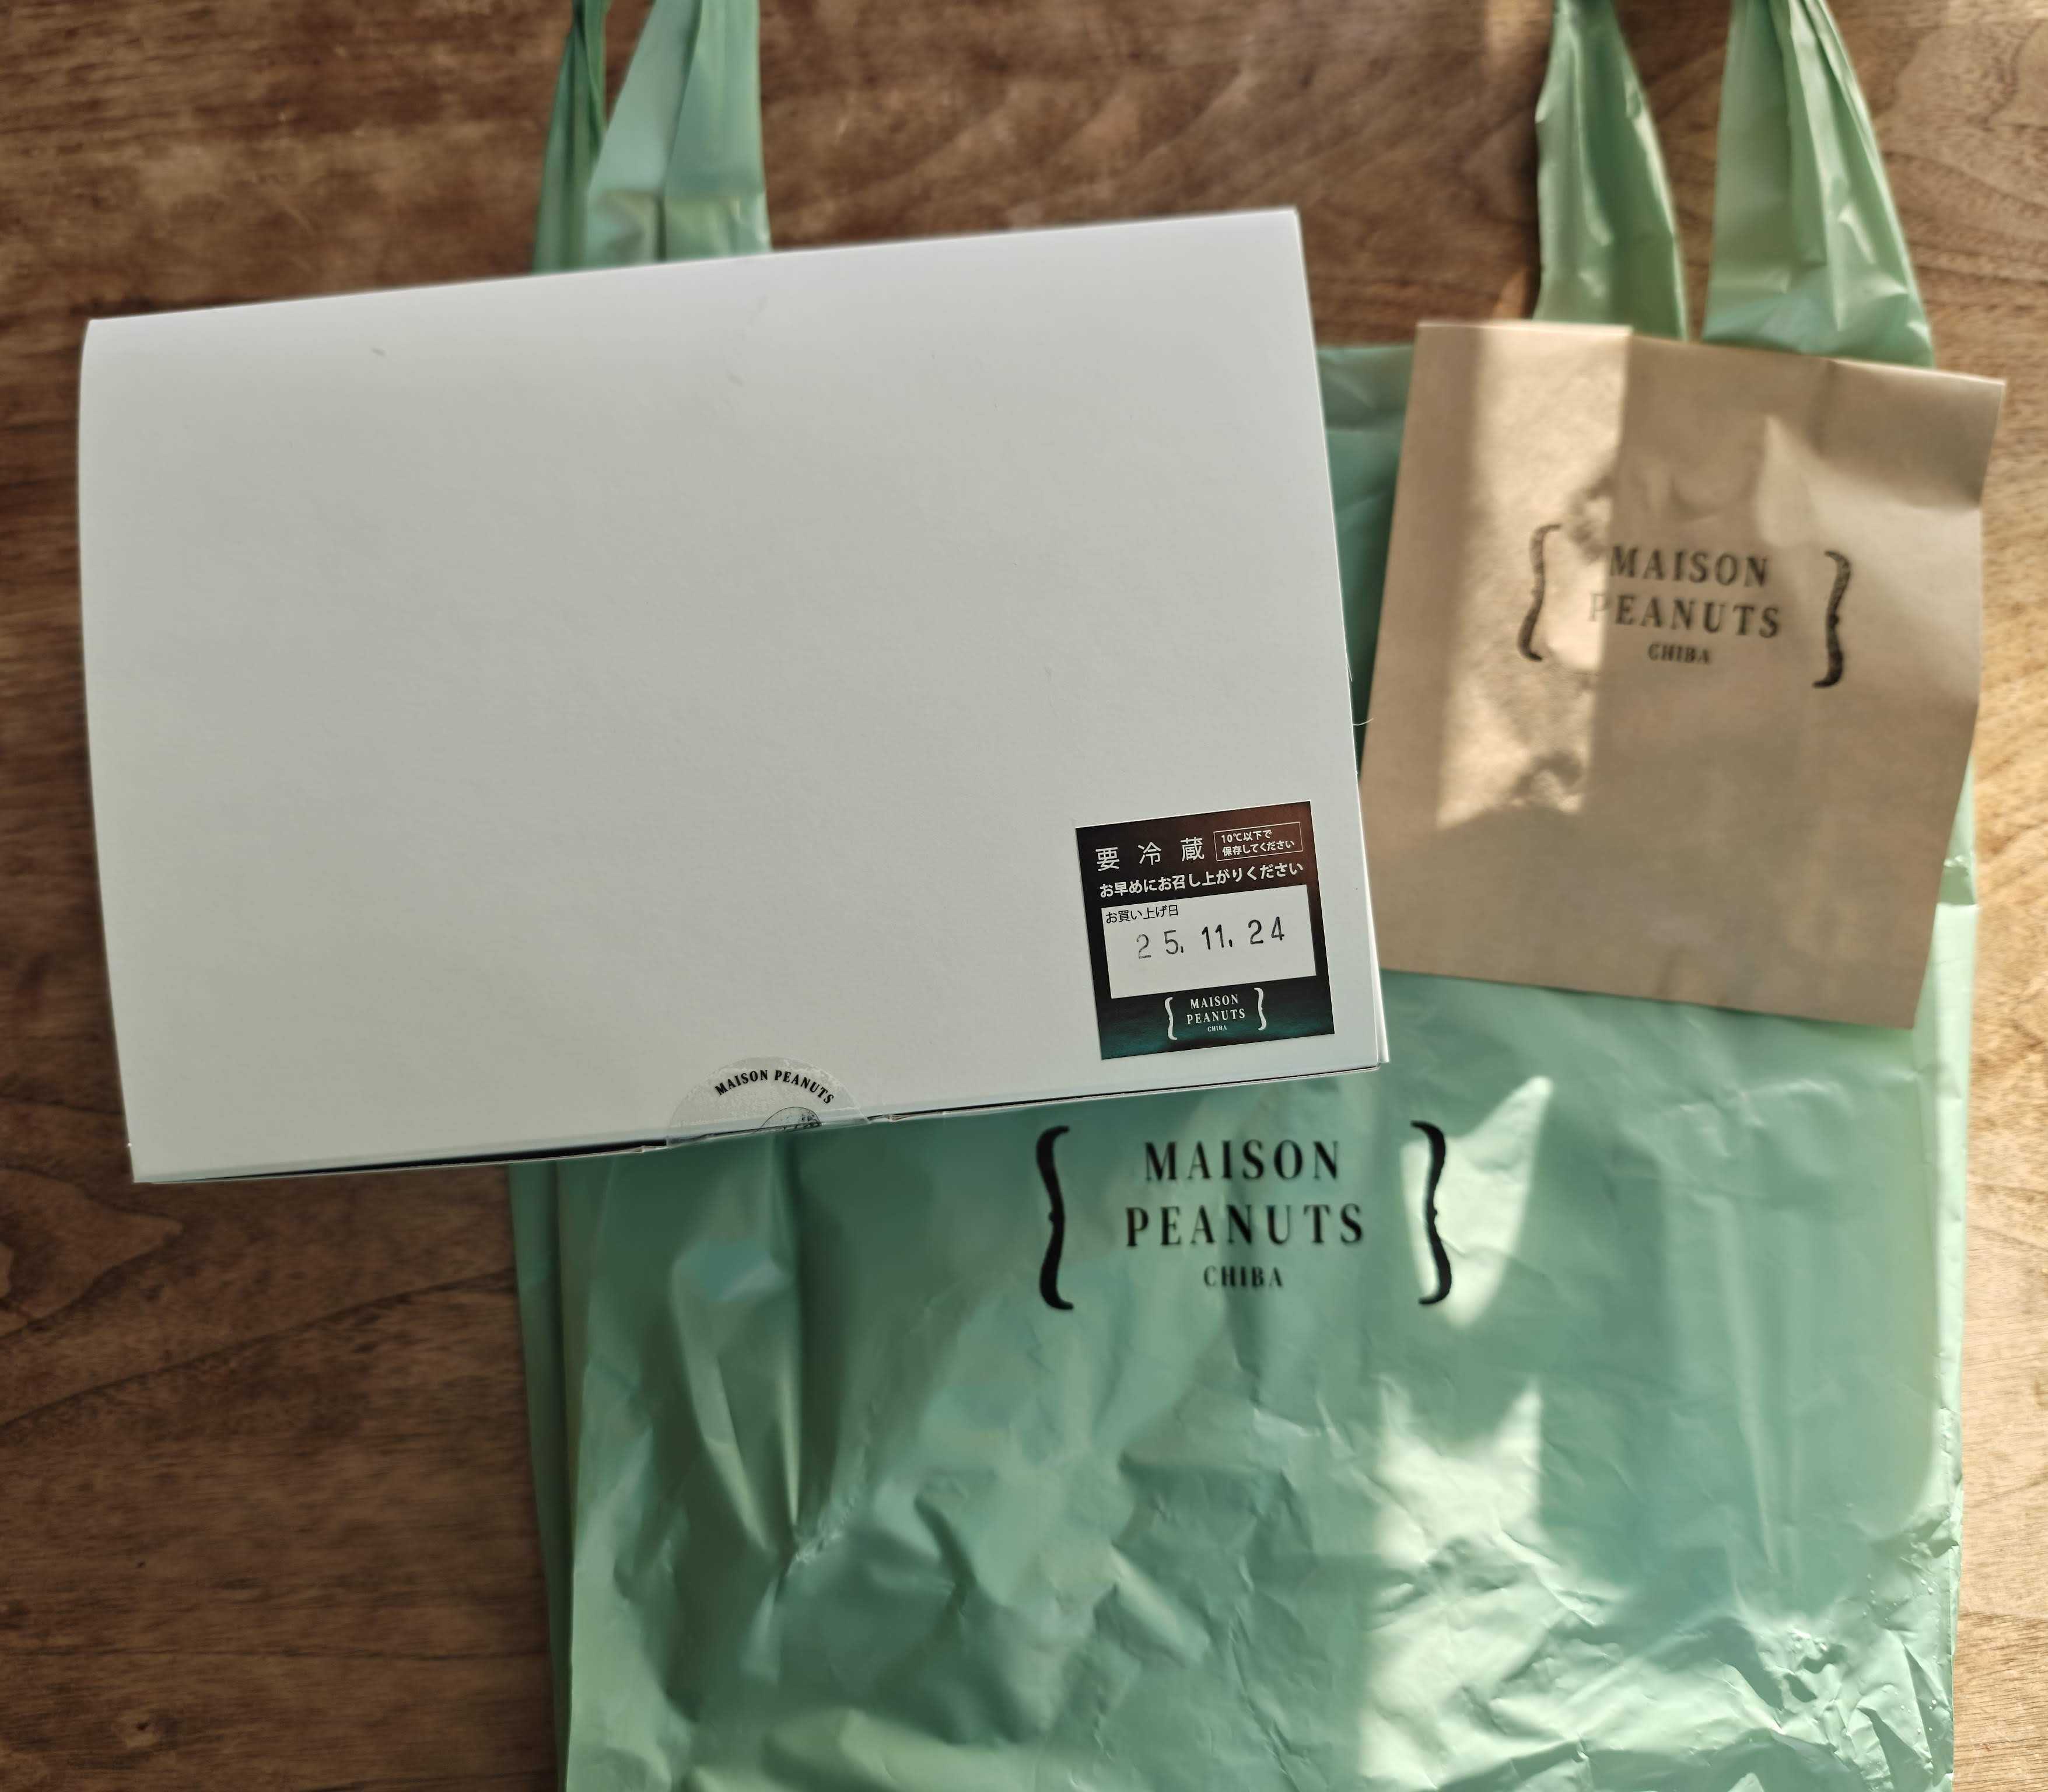 要冷蔵
10℃以下で
保存してください
お早めにお召し上がりください
お買い上げ日
25. 11. 24
MAISON
PEANUTS
CHIBA
MAISON PEANUTS
MAISON
PEANUTS
CHIBA
MAISON
PEANUTS
CHIBA